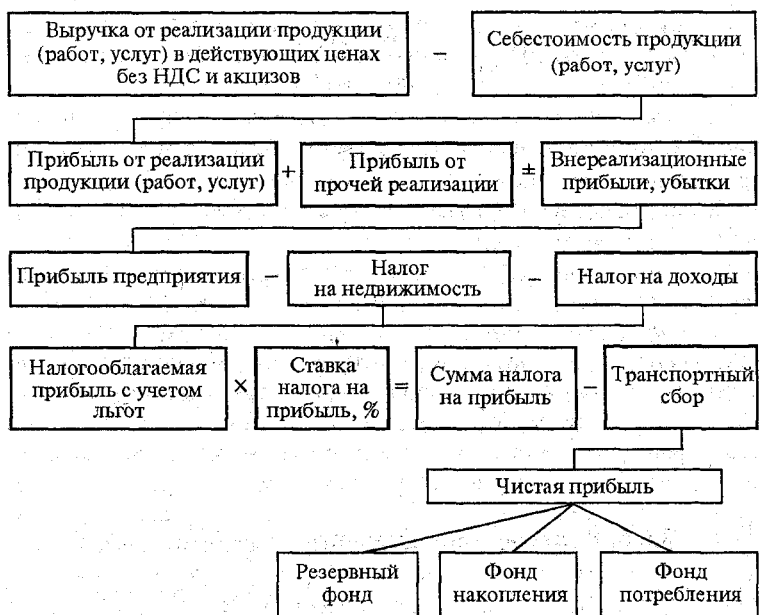 Выручка от реализации продукции
(работ, услуг) в действующих ценах
без НДС и акцизов
–
Себестоимость продукции
(работ, услуг)
Прибыль от реализации
продукции (работ, услуг)
+
Прибыль от
прочей реализации
±
Внереализационные
прибыли, убытки
Прибыль предприятия
–
Налог
на недвижимость
–
Налог на доходы
Налогооблагаемая
прибыль с учетом
льгот
×
Ставка
налога на
прибыль, %
=
Сумма налога
на прибыль
–
Транспортный
сбор
Чистая прибыль
Резервный
фонд
Фонд
накопления
Фонд
потребления